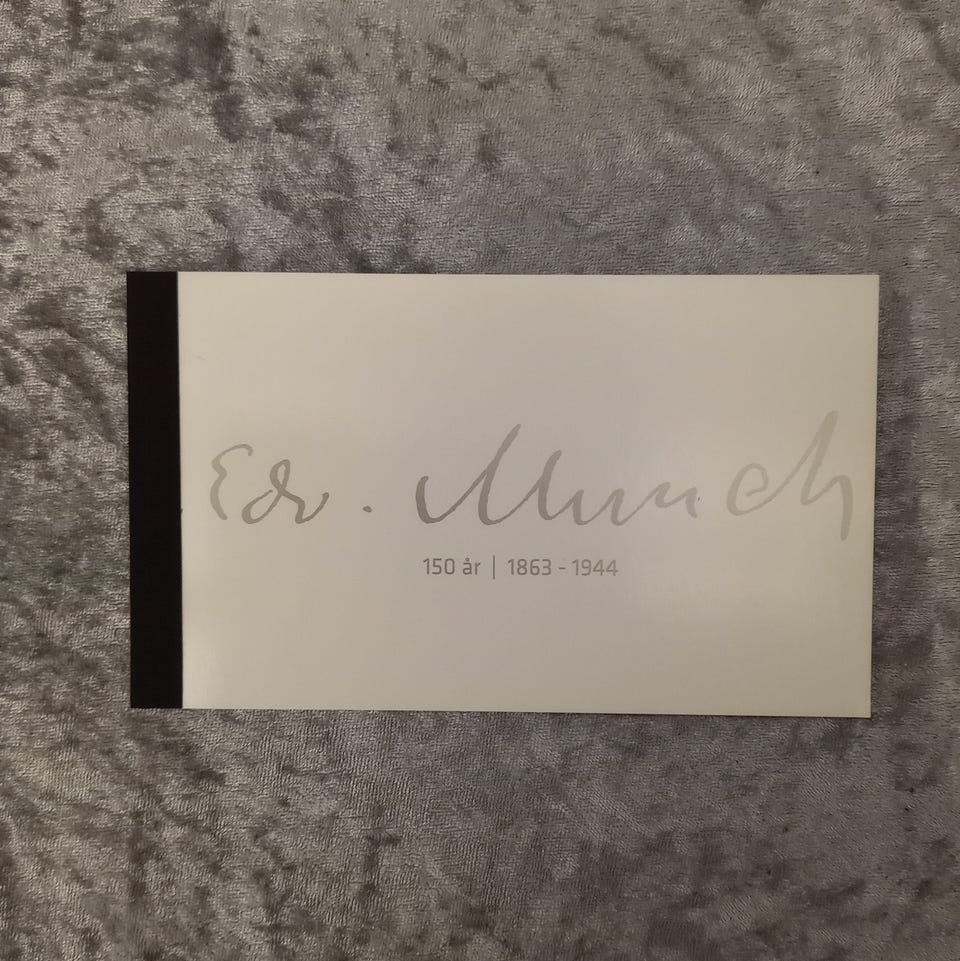 Edv. Munch
150 år | 1863 - 1944